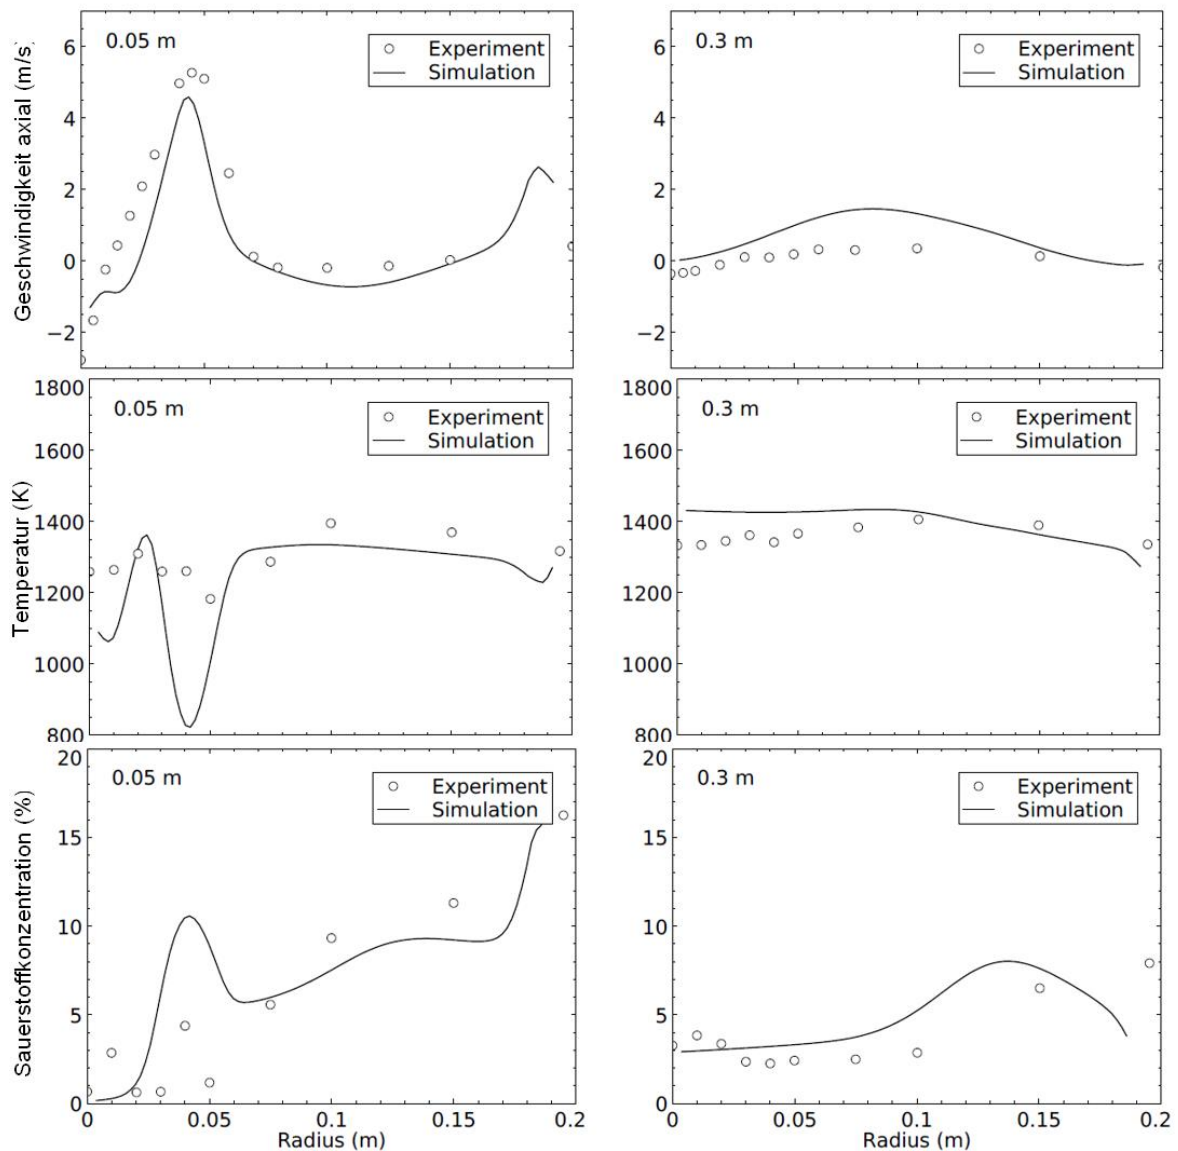 0.05 m
Experiment
Simulation
6
4
2
0
−2
Geschwindigkeit axial (m/s)
0.3 m
Experiment
Simulation
6
4
2
0
−2
0.05 m
Experiment
Simulation
1800
1600
1400
1200
1000
800
Temperatur (K)
0.3 m
Experiment
Simulation
1800
1600
1400
1200
1000
800
0.05 m
Experiment
Simulation
20
15
10
5
0
Sauerstoffkonzentration (%)
0 0.05 0.1 0.15 0.2
Radius (m)
0.3 m
Experiment
Simulation
20
15
10
5
0
0 0.05 0.1 0.15 0.2
Radius (m)